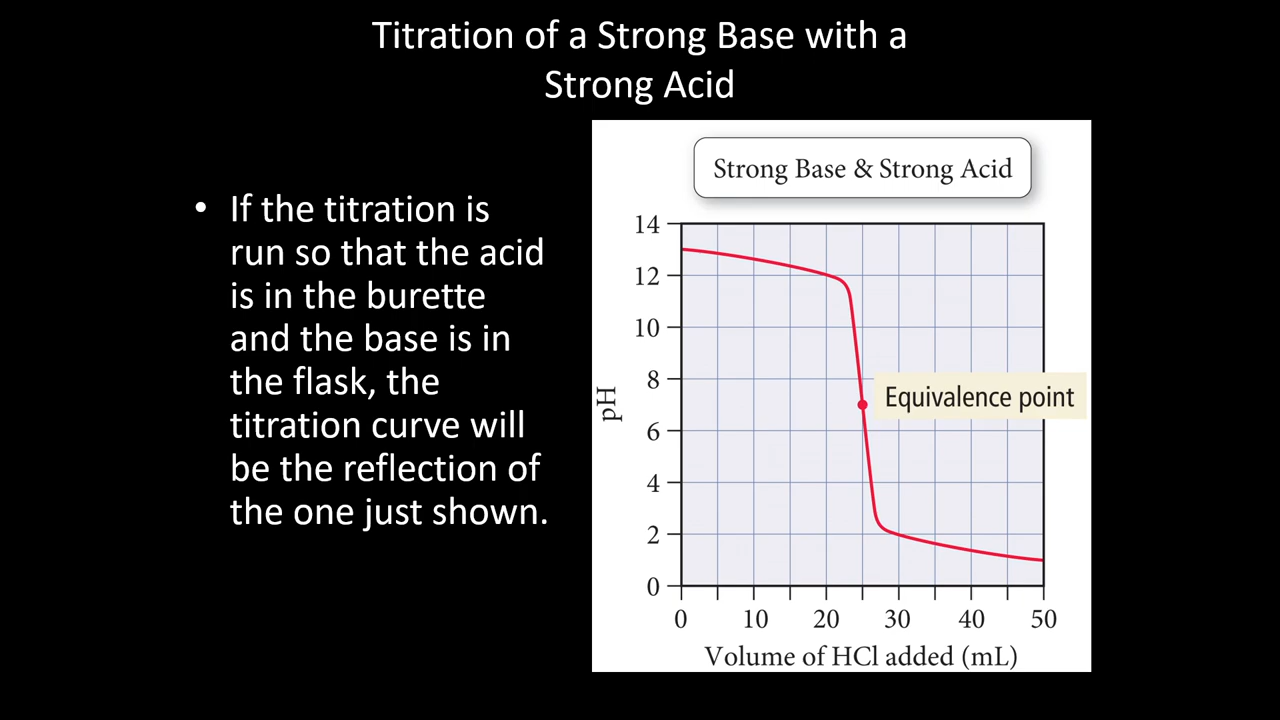 Titration of a Strong Base with a
Strong Acid
• If the titration is
run so that the acid
is in the burette
and the base is in
the flask, the
titration curve will
be the reflection of
the one just shown.
Strong Base & Strong Acid
14
12
10
8
6
4
2
0
pH
Equivalence point
0 10 20 30 40 50
Volume of HCl added (mL)